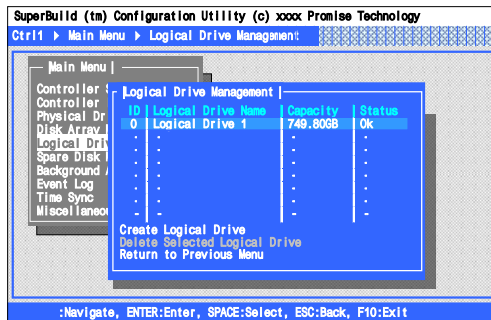 SuperBuild (tm) Configuration Utility (c) xxxx Promise Technology
Ctrl1 ▶ Main Menu ▶ Logical Drive Management
Main Menu
Controller S
Controller
Physical Dr
Disk Array
Logical Driv
Spare Disk
Background
Event Log
Time Sync
Miscellaneou
Logical Drive Management
ID | Logical Drive Name | Capacity | Status
0 Logical Drive 1 749.80GB Ok
- - - -
Create Logical Drive
Delete Selected Logical Drive
Return to Previous Menu
:Navigate, ENTER:Enter, SPACE:Select, ESC:Back, F10:Exit